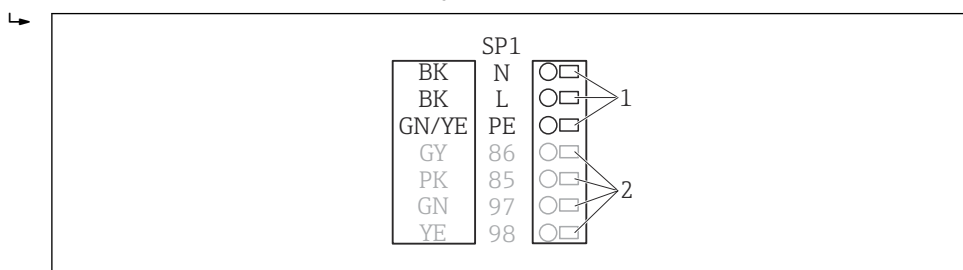 SP1
BK N
BK L 1
GN/YE PE
GY 86
PK 85 2
GN 97
YE 98